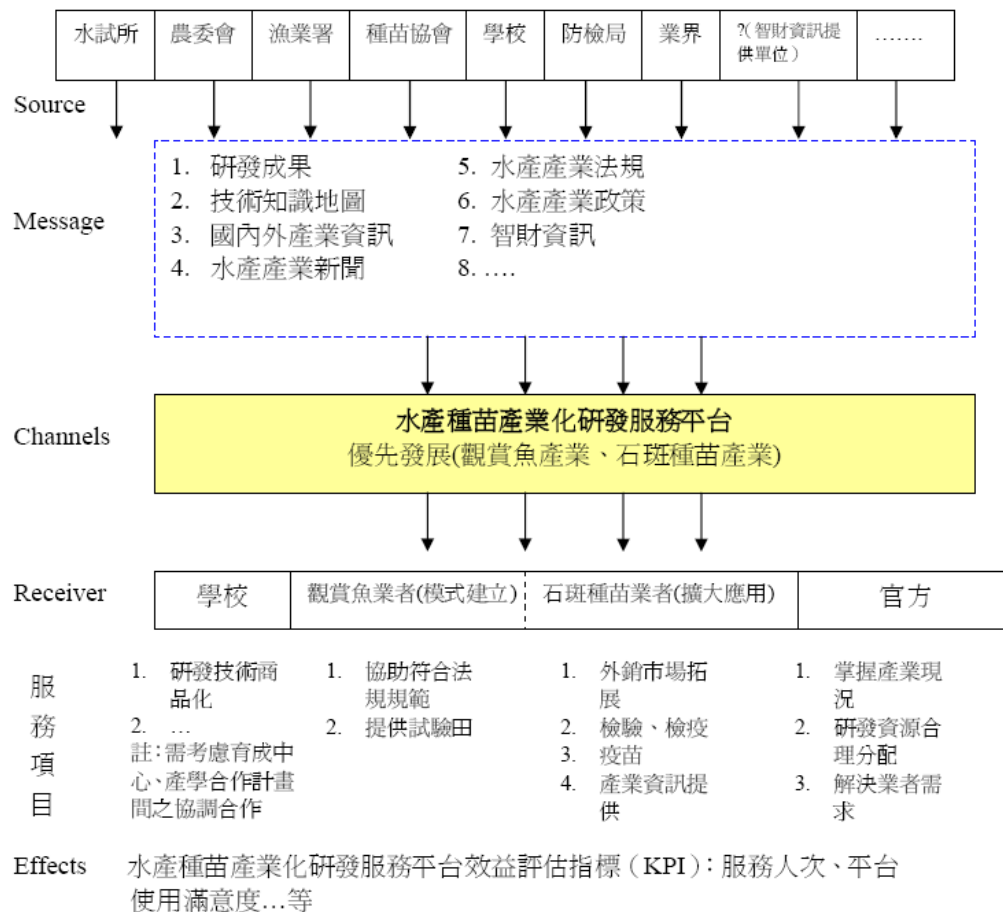 水試所 農委會 漁業署 種苗協會 學校 防檢局 業界 ?(智財資訊提
供單位) …….
Source
Message
1. 研發成果
2. 技術知識地圖
3. 國內外產業資訊
4. 水產產業新聞
5. 水產產業法規
6. 水產產業政策
7. 智財資訊
8. ….
Channels
水產種苗產業化研發服務平台
優先發展(觀賞魚產業、石斑種苗產業)
Receiver
學校 觀賞魚業者(模式建立) 石斑種苗業者(擴大應用) 官方
服
務
項
目
1. 研發技術商
品化
2. …
註：需考慮育成中
心、產學合作計畫
間之協調合作
1. 協助符合法
規規範
2. 提供試驗田
1. 外銷市場拓
展
2. 檢驗、檢疫
3. 疫苗
4. 產業資訊提
供
1. 掌握產業現
況
2. 研發資源合
理分配
3. 解決業者需
求
Effects 水產種苗產業化研發服務平台效益評估指標（KPI）：服務人次、平台
使用滿意度…等